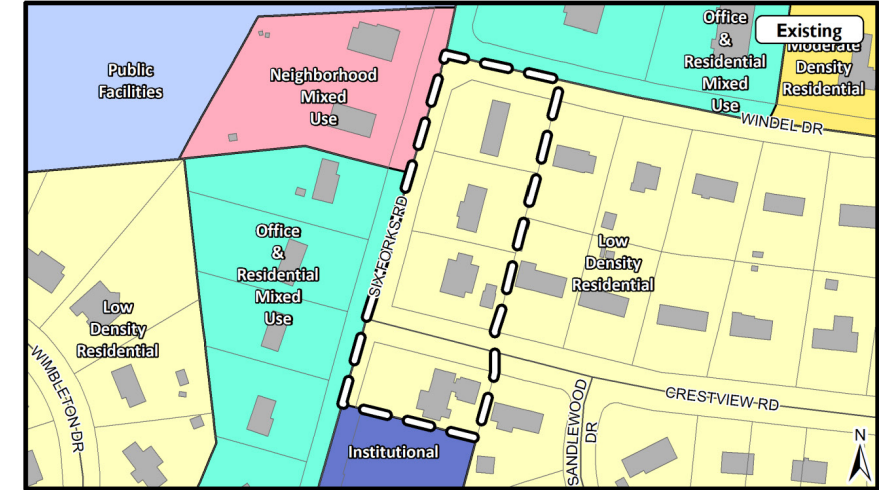 Existing
Office
&
Residential
Mixed
Use
Moderate
Density
Residential
Public
Facilities
Neighborhood
Mixed
Use
WINDEL DR
SIX FORKS RD
Office
&
Residential
Mixed
Use
Low
Density
Residential
Low
Density
Residential
WIMBLETON DR
CRESTVIEW RD
SANDLEWOOD
DR
Institutional
N